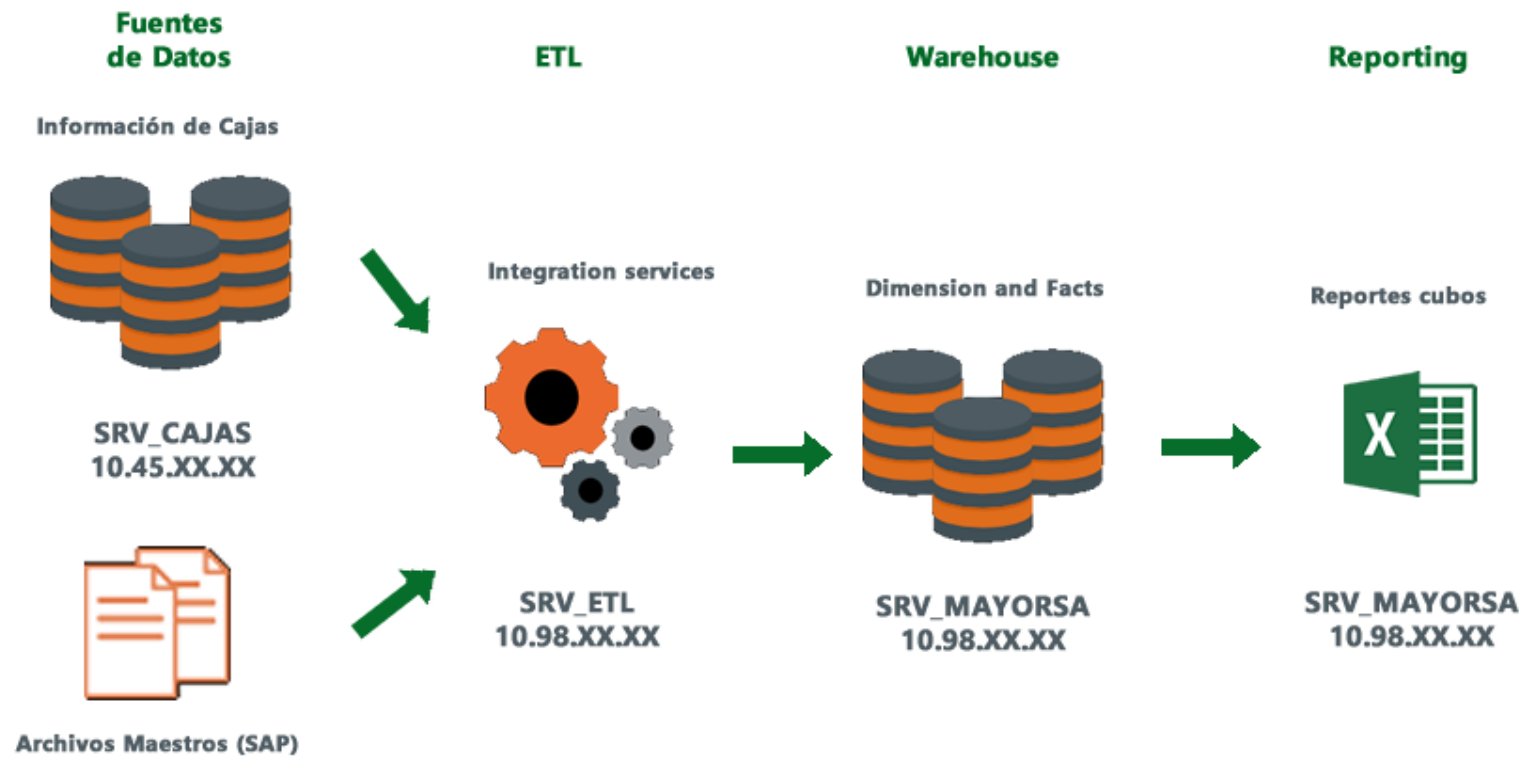 Fuentes
de Datos
ETL
Warehouse
Reporting
Información de Cajas
Integration services
Dimension and Facts
Reportes cubos
X
SRV_CAJAS
10.45.XX.XX
SRV_ETL
10.98.XX.XX
SRV_MAYORSA
10.98.XX.XX
SRV_MAYORSA
10.98.XX.XX
Archivos Maestros (SAP)